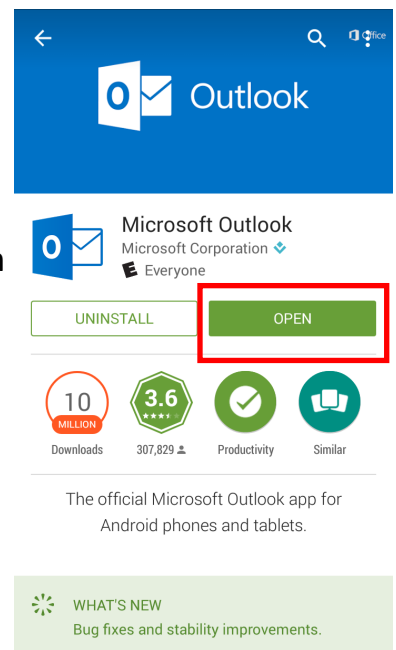 Office
Outlook
Microsoft Outlook
Microsoft Corporation
E Everyone
UNINSTALL
OPEN
10
MILLION
3.6
Downloads
307,829
Productivity
Similar
The official Microsoft Outlook app for
Android phones and tablets.
WHAT'S NEW
Bug fixes and stability improvements.